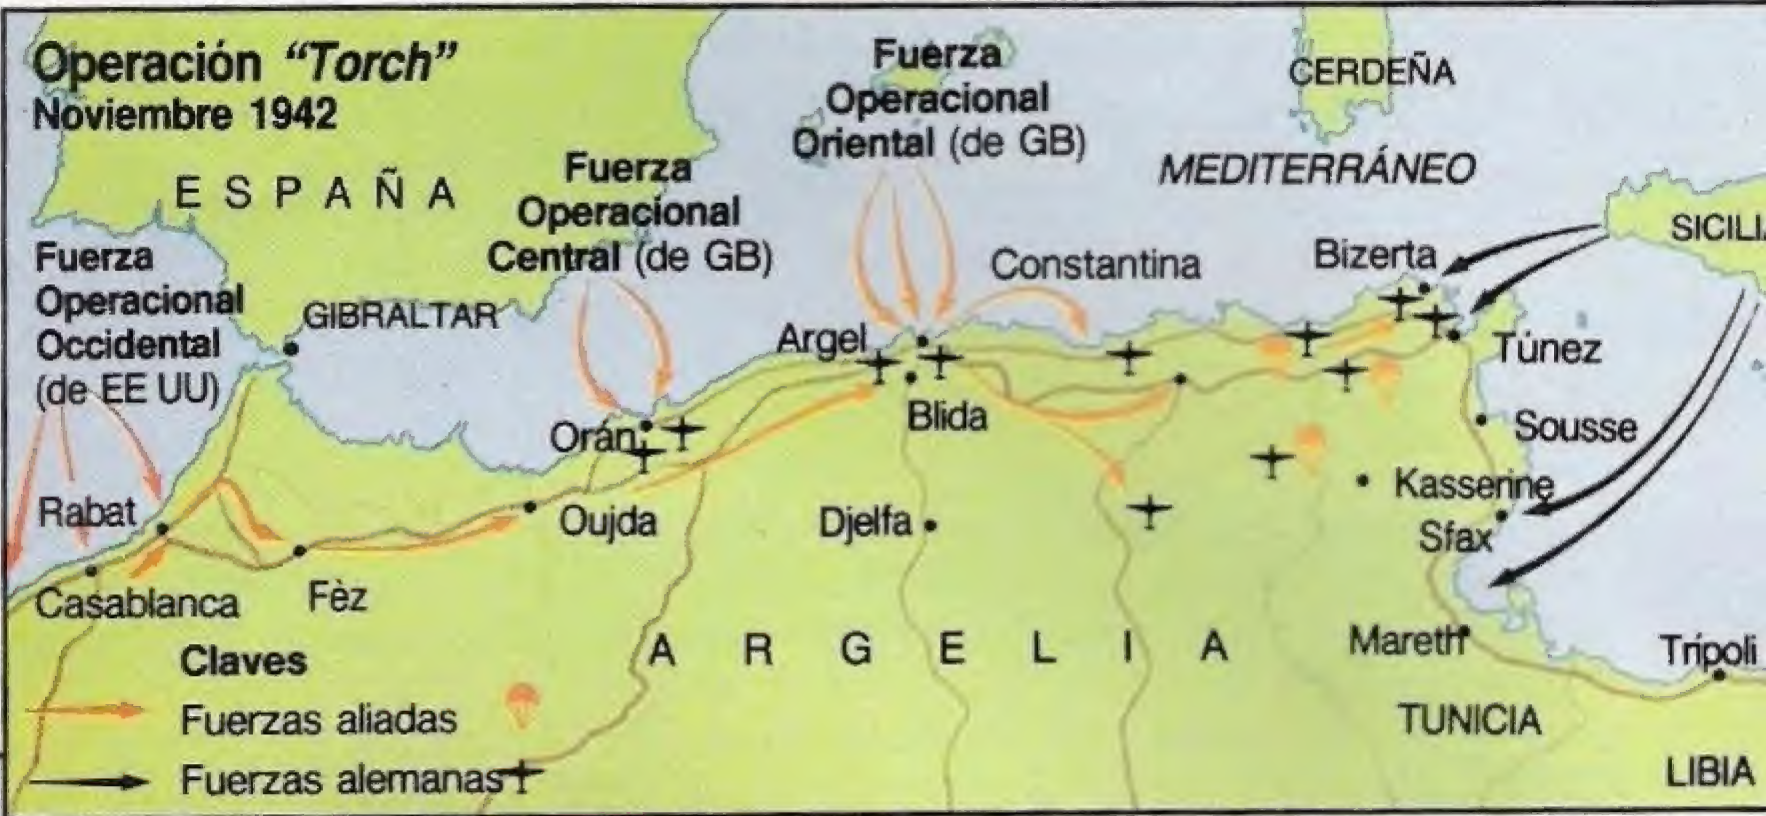 Operación “Torch”
Noviembre 1942
Fuerza
Operacional
Oriental (de GB)
CERDEÑA
MEDITERRÁNEO
ESPAÑA
Fuerza
Operacional
Central (de GB)
SICILI
Fuerza
Operacional
Occidental
(de EE UU)
GIBRALTAR
Constantina
Bizerta
Argel
Túnez
Blida
Orán
Sousse
Rabat
Oujda
Djelfa
Kasserine
Sfax
Casablanca
Fèz
ARGELIA
Mareth
Trípoli
TUNICIA
LIBIA
Claves
Fuerzas aliadas
Fuerzas alemanas